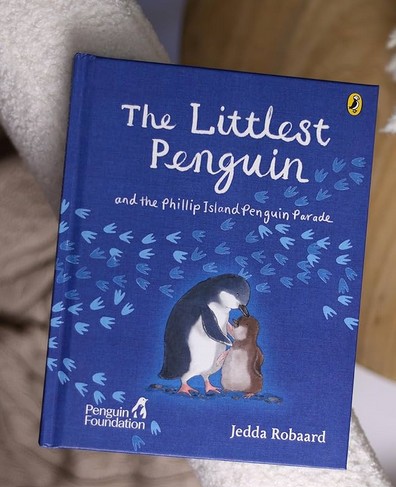 The Littlest
Penguin
and the Phillip Island Penguin Parade
Penguin
Foundation
Jedda Robaard